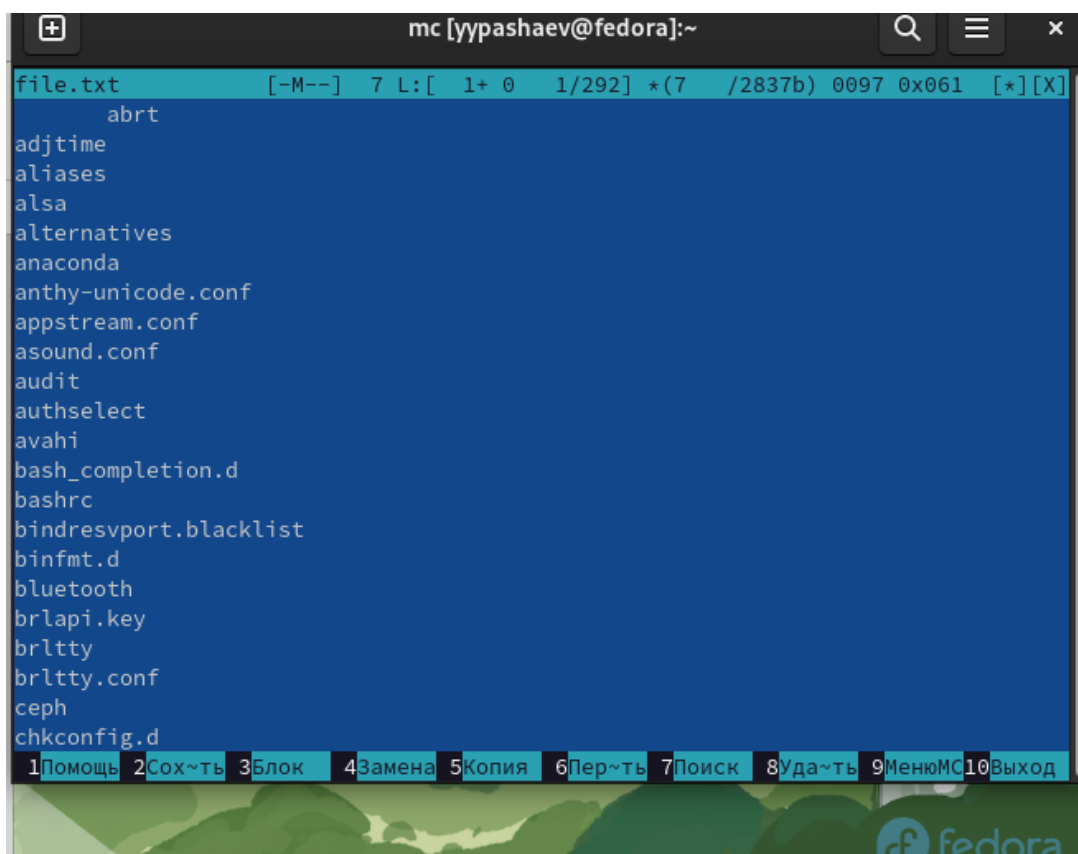 mc [yypashaev@fedora]:~
file.txt [-M--] 7 L:[ 1+ 0 1/292] *(7 /2837b) 0097 0x061 [*][X]
abrt
adjtime
aliases
alsa
alternatives
anaconda
anthy-unicode.conf
appstream.conf
asound.conf
audit
authselect
avahi
bash_completion.d
bashrc
bindresvport.blacklist
binfmt.d
bluetooth
brlapi.key
brltty
brltty.conf
ceph
chkconfig.d
1Помощь 2Сох~ть 3Блок 4Замена 5Копия 6Пер~ть 7Поиск 8Уда~ть 9МенюMC10Выход
fedora